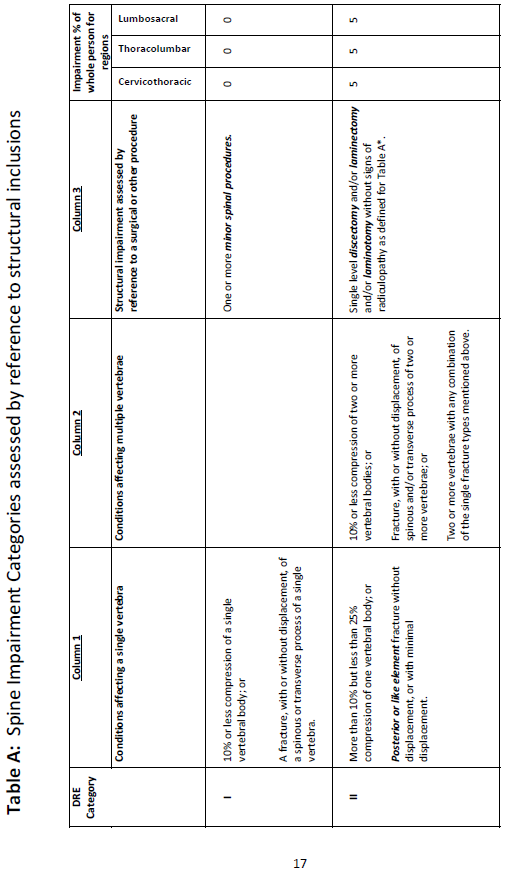 Table A: Spine Impairment Categories assessed by reference to structural inclusions
DRE
Category
Column 1
Column 2
Column 3
Impairment % of
whole person for
regions
Conditions affecting a single vertebra
Conditions affecting multiple vertebrae
Structural impairment assessed by
reference to a surgical or other procedure
Cervicothoracic
Thoracolumbar
Lumbosacral
I
10% or less compression of a single
vertebral body; or
A fracture, with or without displacement, of
a spinous or transverse process of a single
vertebra.
One or more minor spinal procedures.
0
0
0
II
More than 10% but less than 25%
compression of one vertebral body; or
Posterior or like element fracture without
displacement, or with minimal
displacement.
10% or less compression of two or more
vertebral bodies; or
Fracture, with or without displacement, of
spinous and/or transverse process of two or
more vertebrae; or
Two or more vertebrae with any combination
of the single fracture types mentioned above.
Single level discectomy and/or laminectomy
and/or laminotomy without signs of
radiculopathy as defined for Table A*.
5
5
5
17